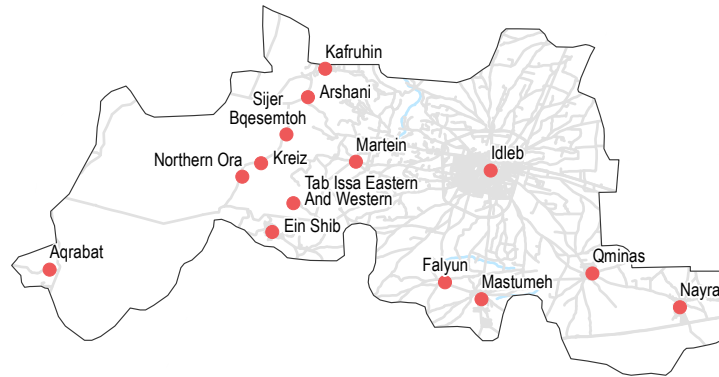 Kafruhin
Arshani
Sijer
Bqesemtoh
Martein
Idleb
Northern Ora
Kreiz
Tab Issa Eastern
And Western
Ein Shib
Aqrabat
Falyun
Mastumeh
Qminas
Nayra